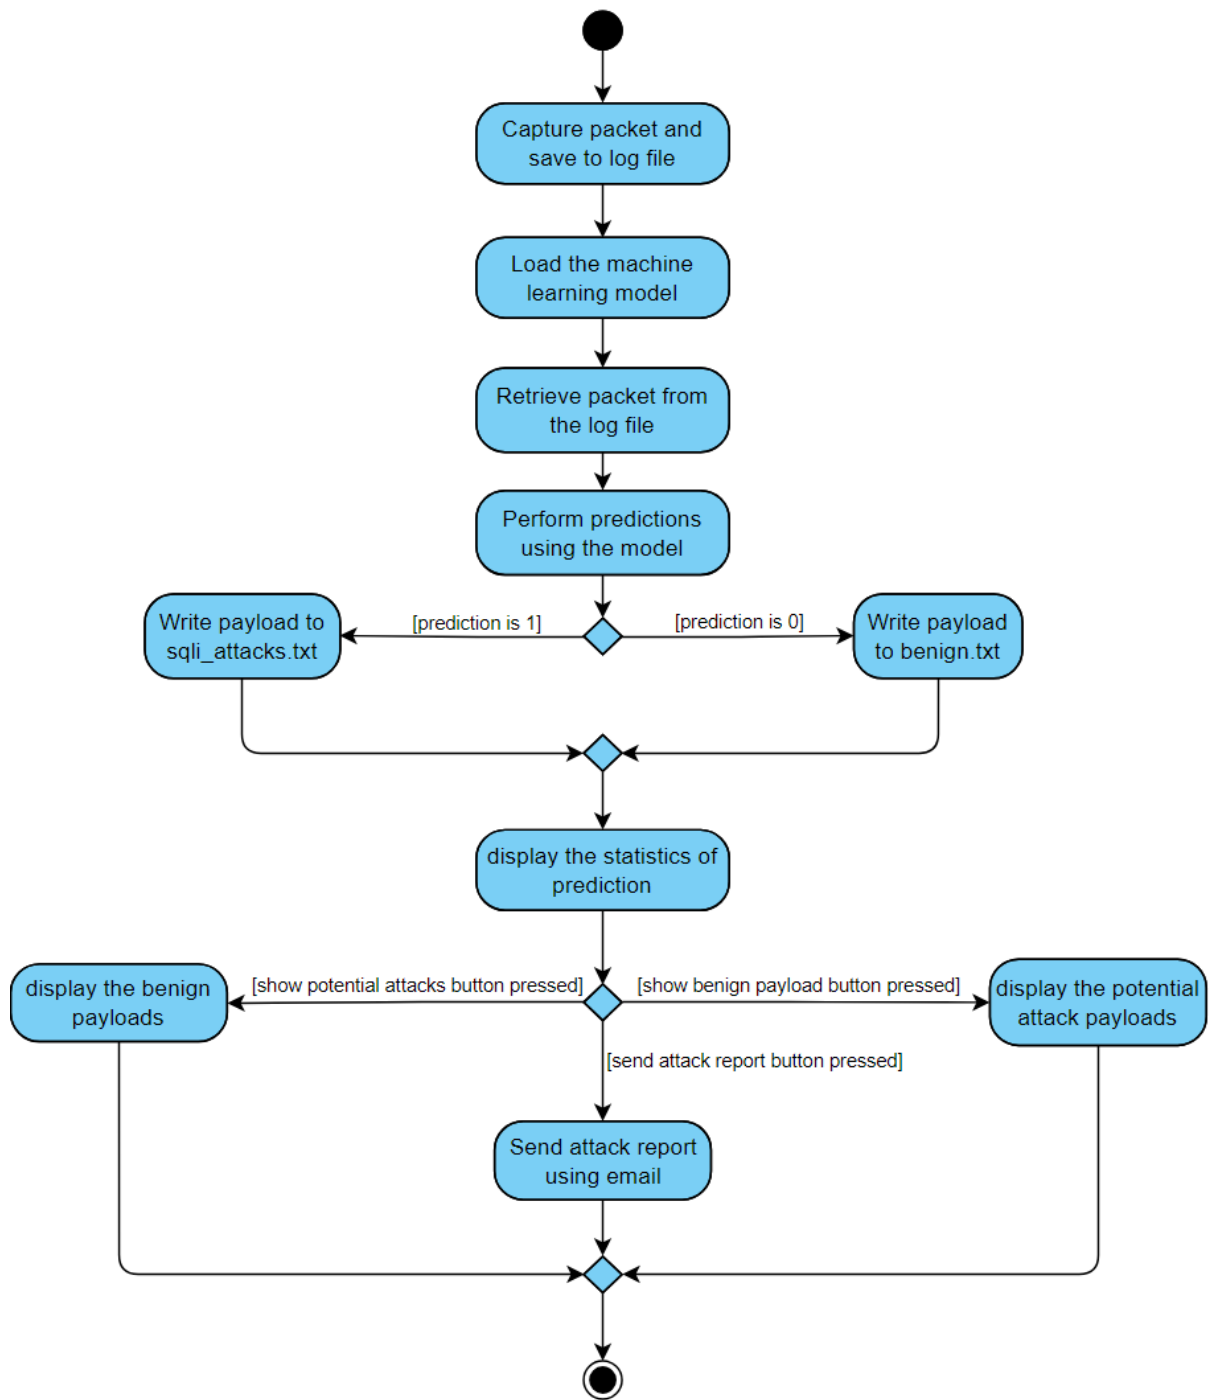 Capture packet and
save to log file
Load the machine
learning model
Retrieve packet from
the log file
Perform predictions
using the model
[prediction is 1]
[prediction is 0]
Write payload to
sqli_attacks.txt
Write payload
to benign.txt
display the statistics of
prediction
[show potential attacks button pressed]
[show benign payload button pressed]
display the benign
payloads
display the potential
attack payloads
[send attack report button pressed]
Send attack report
using email